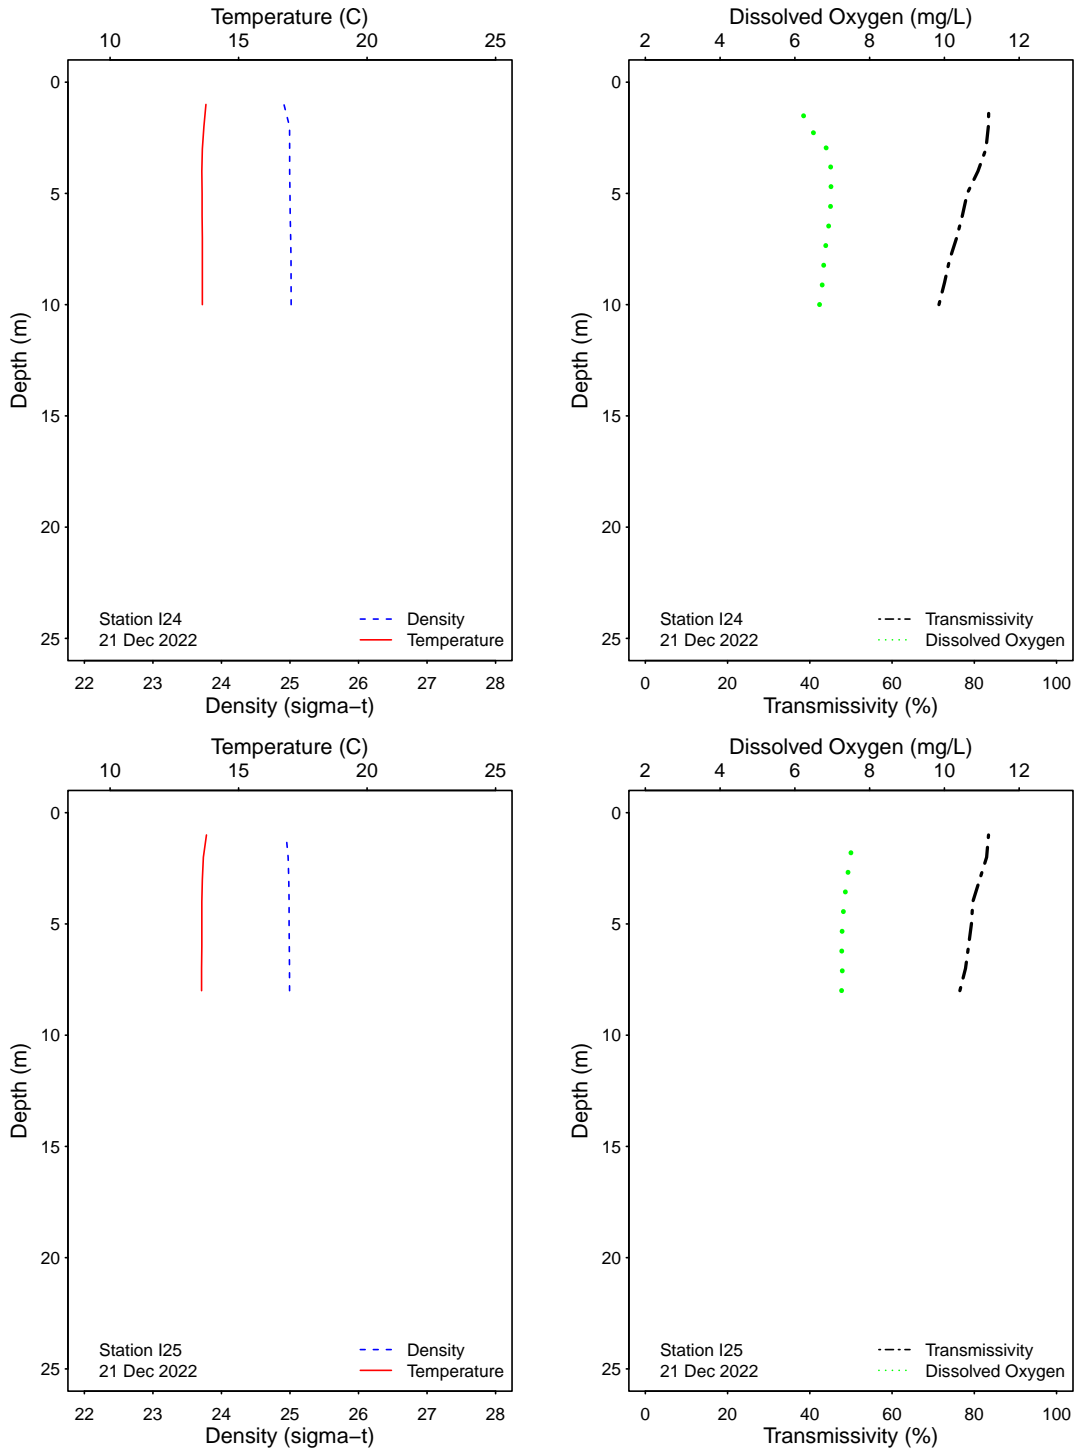 Temperature (C)
10 15 20 25
0
5
10
15
20
25
Depth (m)
Station I24
21 Dec 2022
Density
Temperature
22 23 24 25 26 27 28
Density (sigma−t)
Dissolved Oxygen (mg/L)
2 4 6 8 10 12
0
5
10
15
20
25
Depth (m)
Station I24
21 Dec 2022
Transmissivity
Dissolved Oxygen
0 20 40 60 80 100
Transmissivity (%)
Temperature (C)
10 15 20 25
0
5
10
15
20
25
Depth (m)
Station I25
21 Dec 2022
Density
Temperature
22 23 24 25 26 27 28
Density (sigma−t)
Dissolved Oxygen (mg/L)
2 4 6 8 10 12
0
5
10
15
20
25
Depth (m)
Station I25
21 Dec 2022
Transmissivity
Dissolved Oxygen
0 20 40 60 80 100
Transmissivity (%)